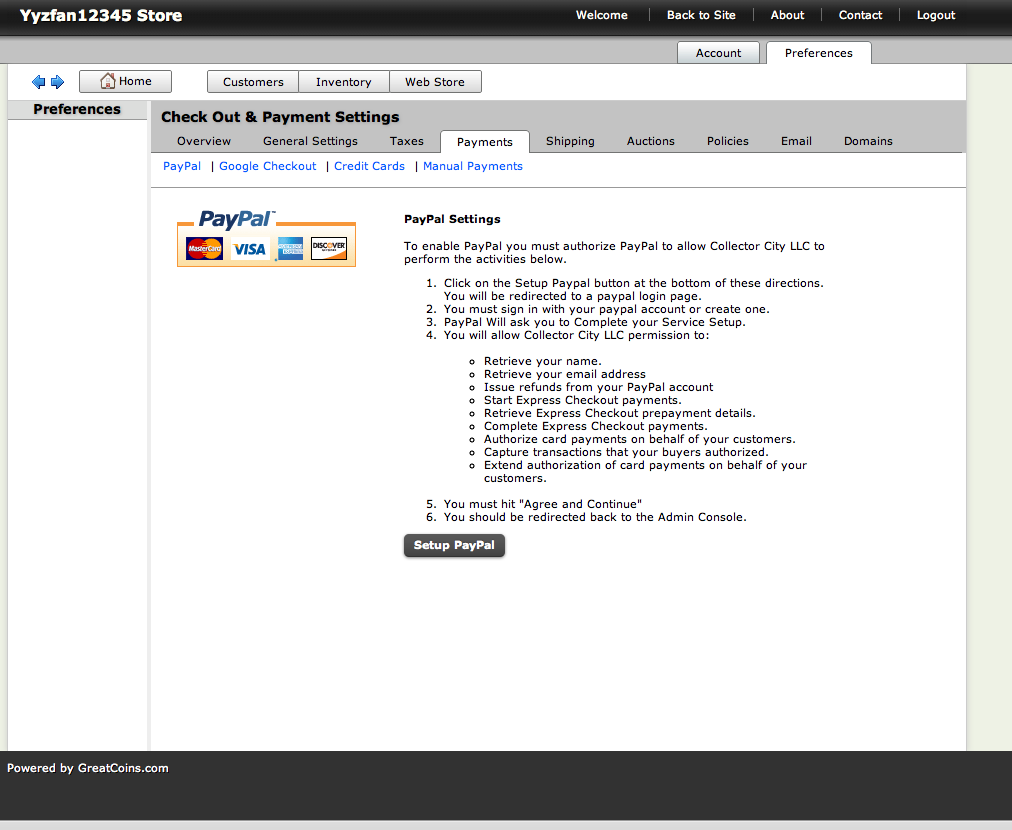 Yyzfan12345 Store
Welcome | Back to Site | About | Contact | Logout
Account Preferences
Home Customers Inventory Web Store
Preferences
Check Out & Payment Settings
Overview General Settings Taxes Payments Shipping Auctions Policies Email Domains
PayPal | Google Checkout | Credit Cards | Manual Payments
PayPal
MasterCard VISA AMERICAN EXPRESS DISCOVER
PayPal Settings
To enable PayPal you must authorize PayPal to allow Collector City LLC to
perform the activities below.
1. Click on the Setup Paypal button at the bottom of these directions.
You will be redirected to a paypal login page.
2. You must sign in with your paypal account or create one.
3. PayPal Will ask you to Complete your Service Setup.
4. You will allow Collector City LLC permission to:
Retrieve your name.
Retrieve your email address
Issue refunds from your PayPal account
Start Express Checkout payments.
Retrieve Express Checkout prepayment details.
Complete Express Checkout payments.
Authorize card payments on behalf of your customers.
Capture transactions that your buyers authorized.
Extend authorization of card payments on behalf of your
customers.
5. You must hit "Agree and Continue"
6. You should be redirected back to the Admin Console.
Setup PayPal
Powered by GreatCoins.com